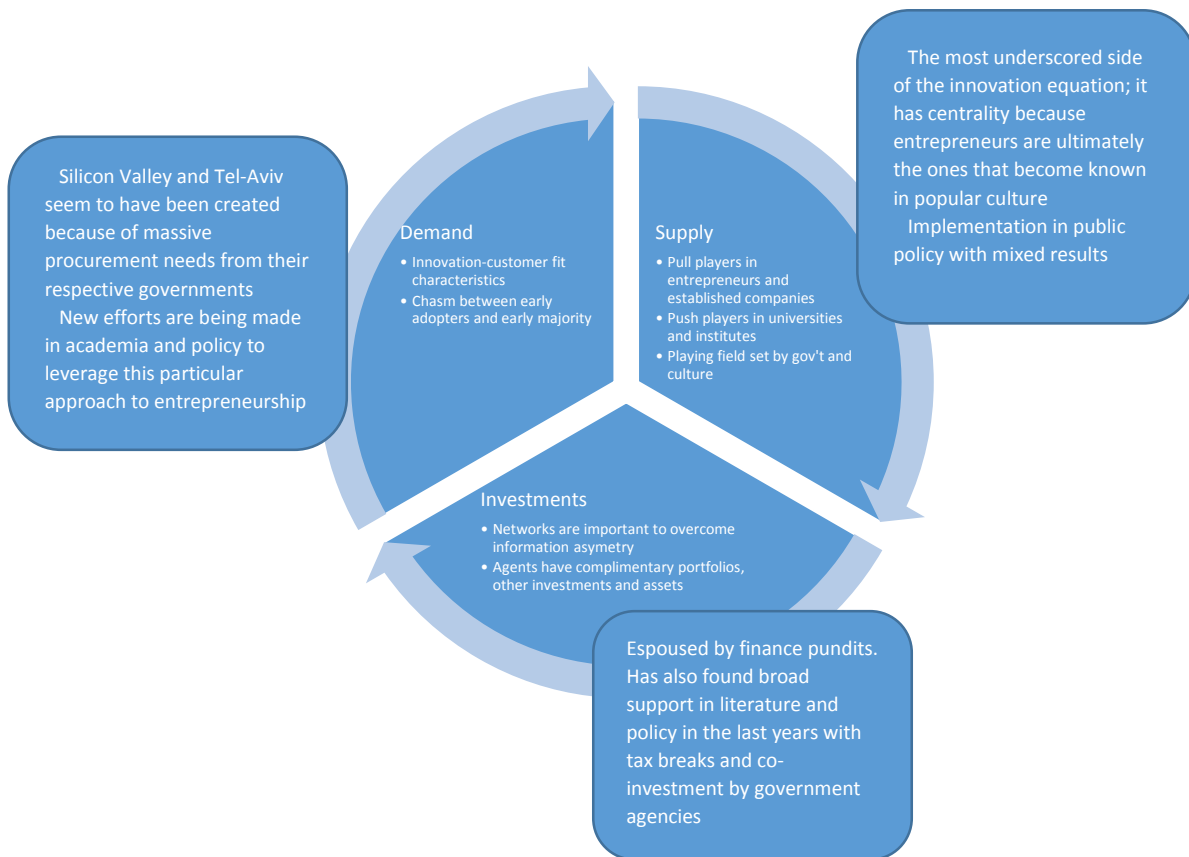 The most underscored side
of the innovation equation; it
has centrality because
entrepreneurs are ultimately
the ones that become known
in popular culture
Implementation in public
policy with mixed results
Silicon Valley and Tel-Aviv
seem to have been created
because of massive
procurement needs from their
respective governments
New efforts are being made
in academia and policy to
leverage this particular
approach to entrepreneurship
Demand
• Innovation-customer fit
characteristics
• Chasm between early
adopters and early majority
Supply
• Pull players in
entrepreneurs and
established companies
• Push players in universities
and institutes
• Playing field set by gov't and
culture
Investments
• Networks are important to overcome
information asymetry
• Agents have complimentary portfolios,
other investments and assets
Espoused by finance pundits.
Has also found broad
support in literature and
policy in the last years with
tax breaks and co-
investment by government
agencies